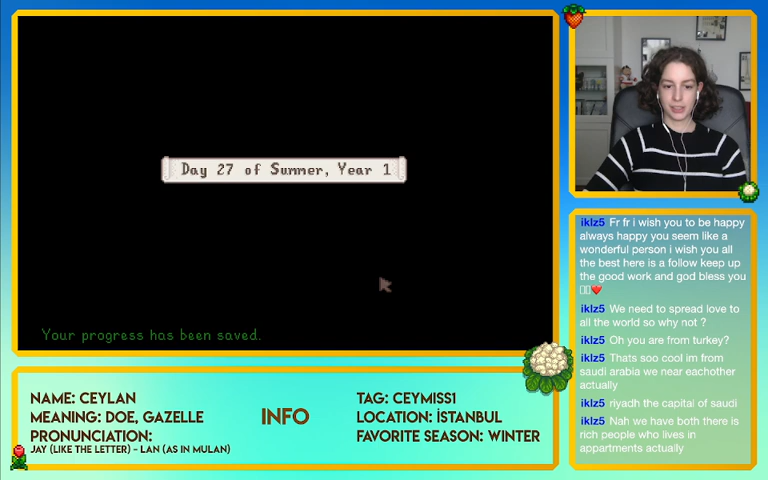 Day 27 of Summer, Year 1
Your progress has been saved.
iklz5 Fr fr i wish you to be happy
always happy you seem like a
wonderful person i wish you all
the best here is a follow keep up
the good work and god bless you
❤️
iklz5 We need to spread love to
all the world so why not ?
iklz5 Oh you are from turkey?
iklz5 Thats soo cool im from
saudi arabia we near eachother
actually
iklz5 riyadh the capital of saudi
iklz5 Nah we have both there is
rich people who lives in
appartments actually
NAME: CEYLAN
MEANING: DOE, GAZELLE
PRONUNCIATION:
JAY (LIKE THE LETTER) - LAN (AS IN MULAN)
INFO
TAG: CEYMISS1
LOCATION: İSTANBUL
FAVORITE SEASON: WINTER